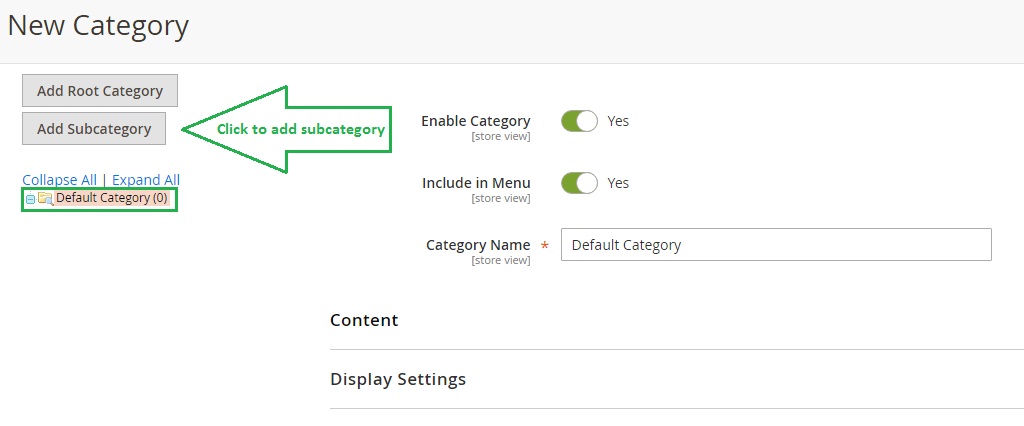 New Category
Add Root Category
Add Subcategory
Click to add subcategory
Collapse All | Expand All
Default Category (0)
Enable Category
[store view]
Yes
Include in Menu
[store view]
Yes
Category Name *
[store view]
Default Category
Content
Display Settings